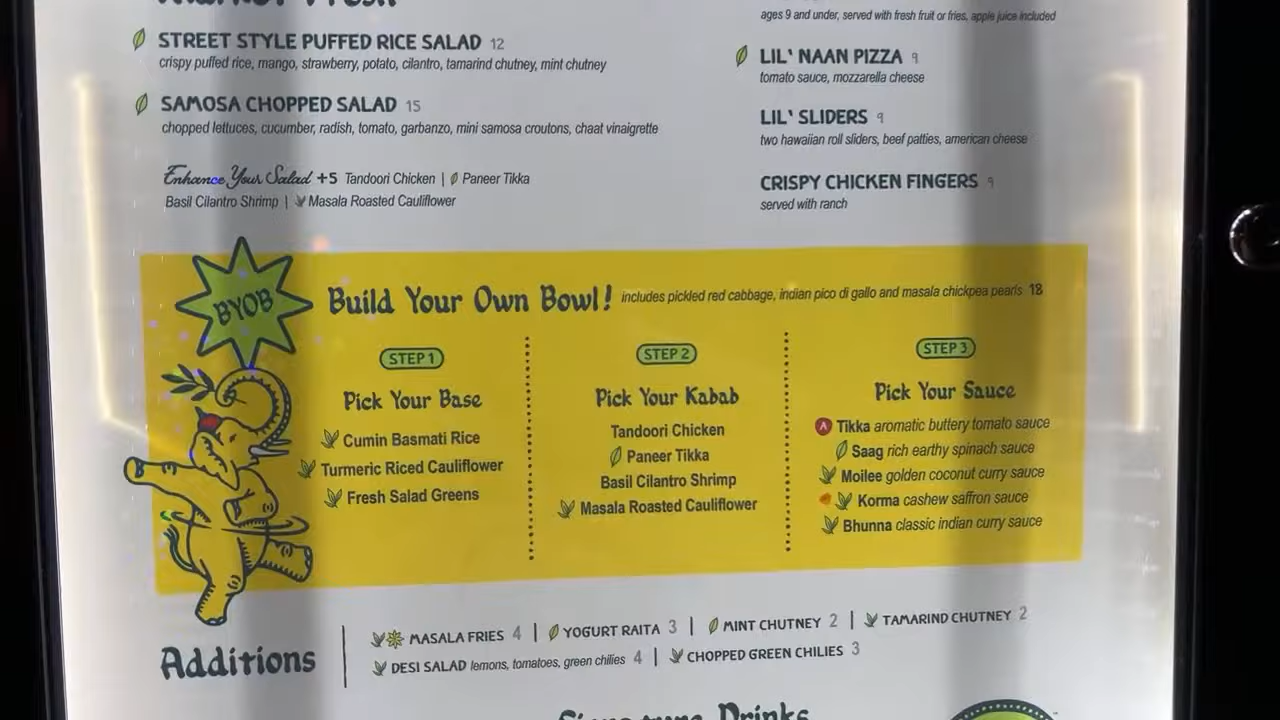 Market Fresh
STREET STYLE PUFFED RICE SALAD 12
crispy puffed rice, mango, strawberry, potato, cilantro, tamarind chutney, mint chutney
SAMOSA CHOPPED SALAD 15
chopped lettuces, cucumber, radish, tomato, garbanzo, mini samosa croutons, chaat vinaigrette
Enhance Your Salad +5 Tandoori Chicken | Paneer Tikka
Basil Cilantro Shrimp | Masala Roasted Cauliflower
ages 9 and under, served with fresh fruit or fries, apple juice included
LIL' NAAN PIZZA 9
tomato sauce, mozzarella cheese
LIL' SLIDERS 9
two hawaiian roll sliders, beef patties, american cheese
CRISPY CHICKEN FINGERS 9
served with ranch
BYOB
Build Your Own Bowl! includes pickled red cabbage, indian pico di gallo and masala chickpea pearls 18
STEP 1
Pick Your Base
Cumin Basmati Rice
Turmeric Riced Cauliflower
Fresh Salad Greens
STEP 2
Pick Your Kabab
Tandoori Chicken
Paneer Tikka
Basil Cilantro Shrimp
Masala Roasted Cauliflower
STEP 3
Pick Your Sauce
Tikka aromatic buttery tomato sauce
Saag rich earthy spinach sauce
Moilee golden coconut curry sauce
Korma cashew saffron sauce
Bhunna classic indian curry sauce
Additions
MASALA FRIES 4 | YOGURT RAITA 3 | MINT CHUTNEY 2 | TAMARIND CHUTNEY 2
DESI SALAD lemons, tomatoes, green chilies 4 | CHOPPED GREEN CHILIES 3
Drinks